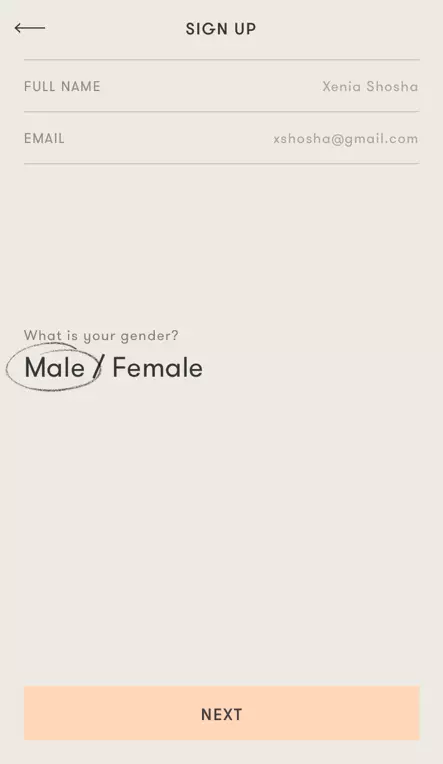 SIGN UP
FULL NAME Xenia Shosha
EMAIL xshosha@gmail.com
What is your gender?
Male / Female
NEXT